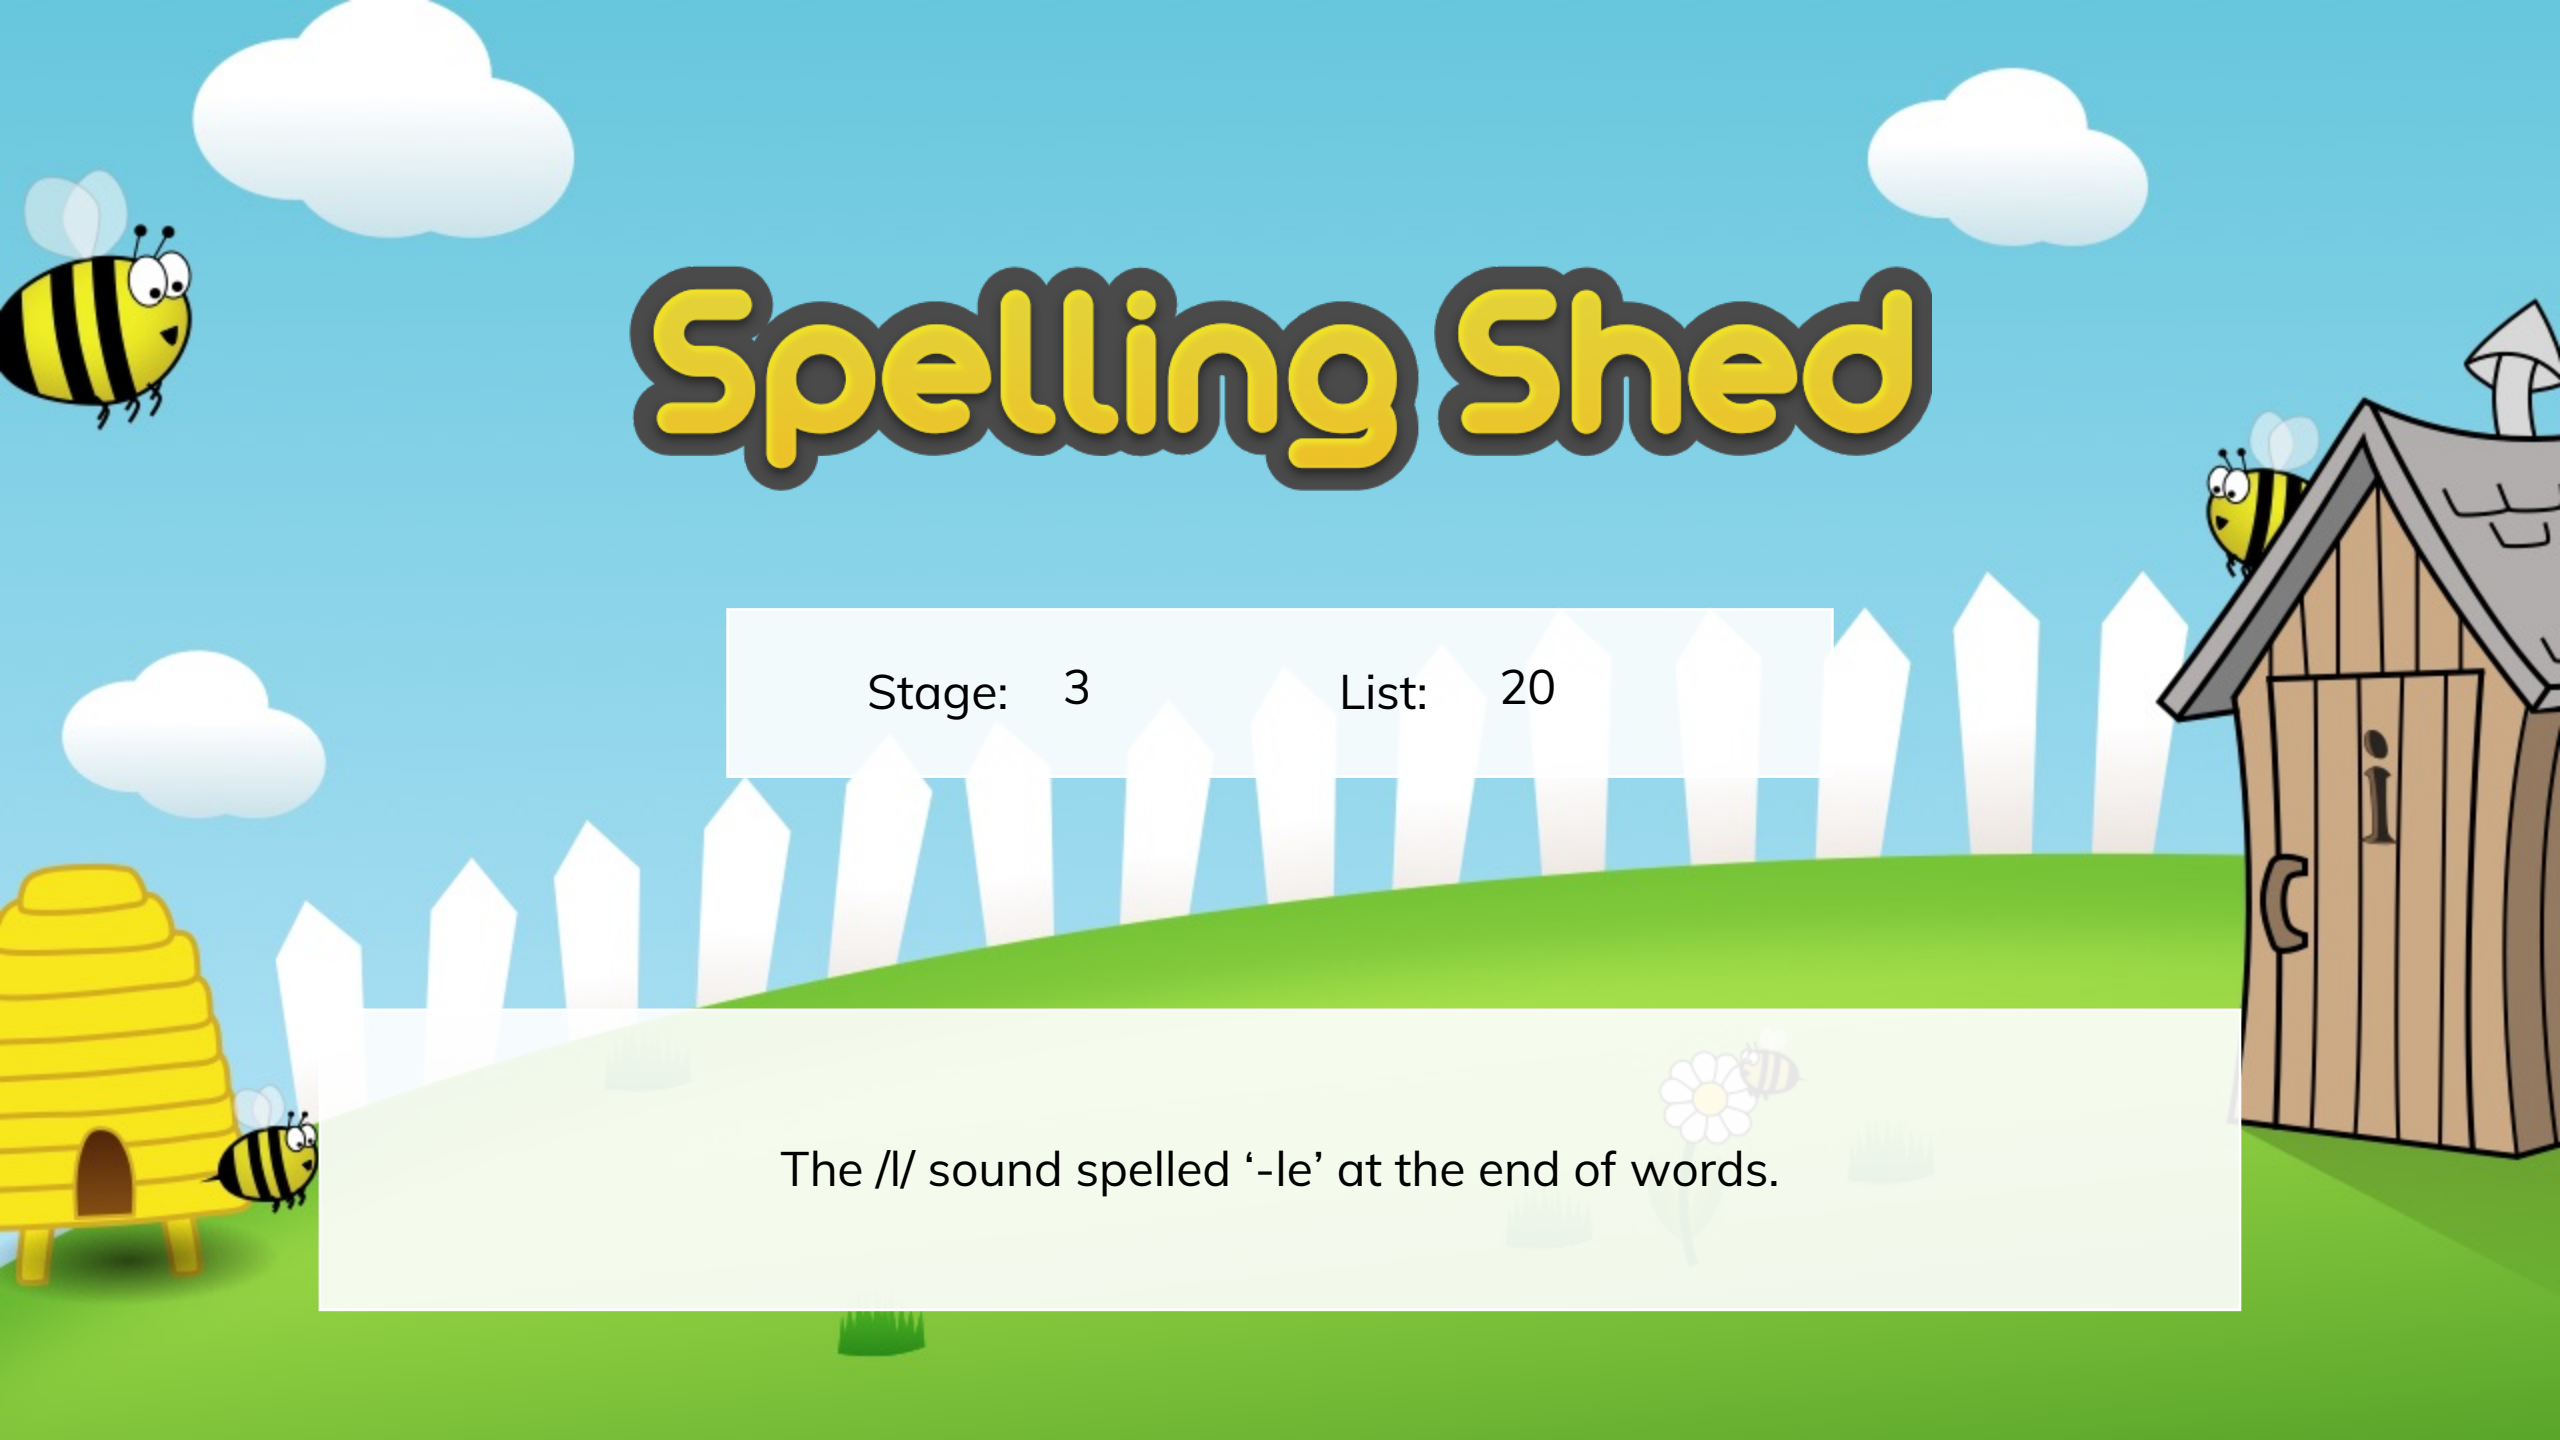 Spelling Shed
Stage: 3 List: 20
The /l/ sound spelled ‘-le’ at the end of words.